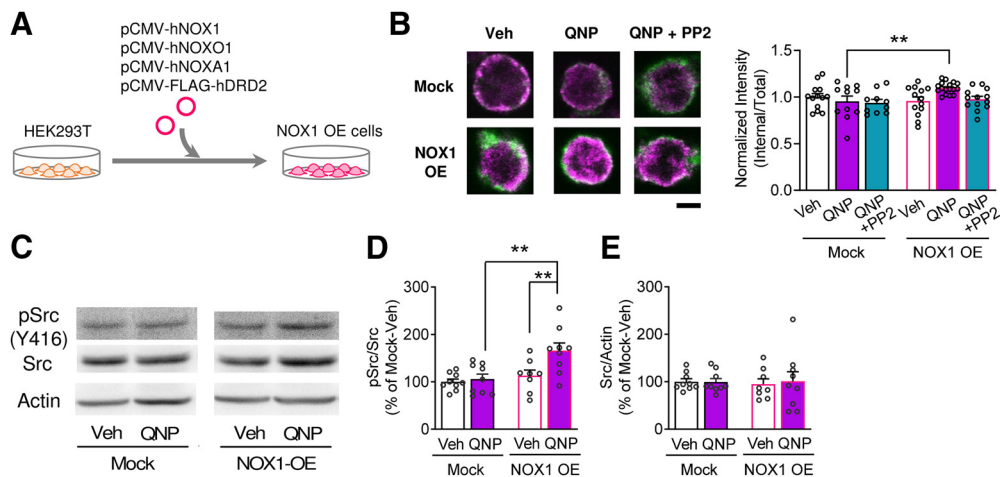 A
pCMV-hNOX1
pCMV-hNOXO1
pCMV-hNOXA1
pCMV-FLAG-hDRD2
HEK293T
NOX1 OE cells
B
Veh
QNP
QNP + PP2
Mock
NOX1
OE
**
Normalized Intensity
(Internal/Total)
1.5
1.0
0.5
0.0
Veh
QNP
QNP
+PP2
Veh
QNP
QNP
+PP2
Mock
NOX1 OE
C
pSrc
(Y416)
Src
Actin
Veh
QNP
Veh
QNP
Mock
NOX1-OE
D
**
**
pSrc/Src
(% of Mock-Veh)
300
200
100
0
Veh QNP
Veh QNP
Mock
NOX1 OE
E
Src/Actin
(% of Mock-Veh)
300
200
100
0
Veh QNP
Veh QNP
Mock
NOX1 OE